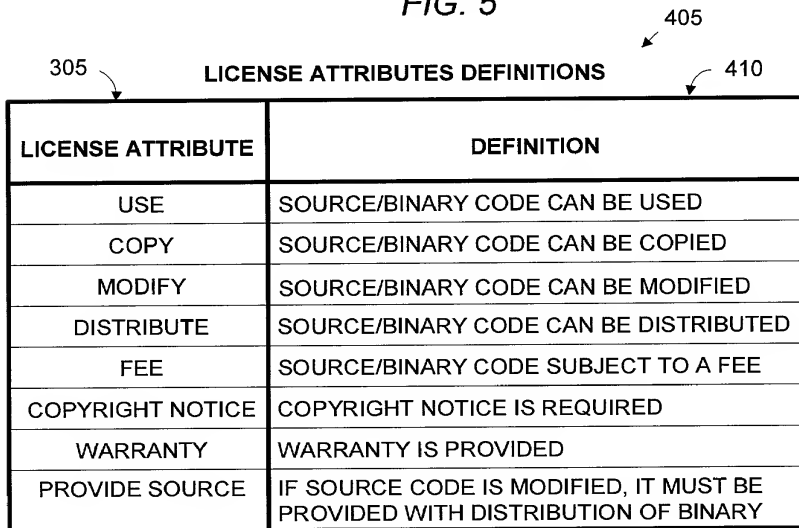 FIG. 5
405
305
LICENSE ATTRIBUTES DEFINITIONS
410
LICENSE ATTRIBUTE
DEFINITION
USE
SOURCE/BINARY CODE CAN BE USED
COPY
SOURCE/BINARY CODE CAN BE COPIED
MODIFY
SOURCE/BINARY CODE CAN BE MODIFIED
DISTRIBUTE
SOURCE/BINARY CODE CAN BE DISTRIBUTED
FEE
SOURCE/BINARY CODE SUBJECT TO A FEE
COPYRIGHT NOTICE
COPYRIGHT NOTICE IS REQUIRED
WARRANTY
WARRANTY IS PROVIDED
PROVIDE SOURCE
IF SOURCE CODE IS MODIFIED, IT MUST BE
PROVIDED WITH DISTRIBUTION OF BINARY